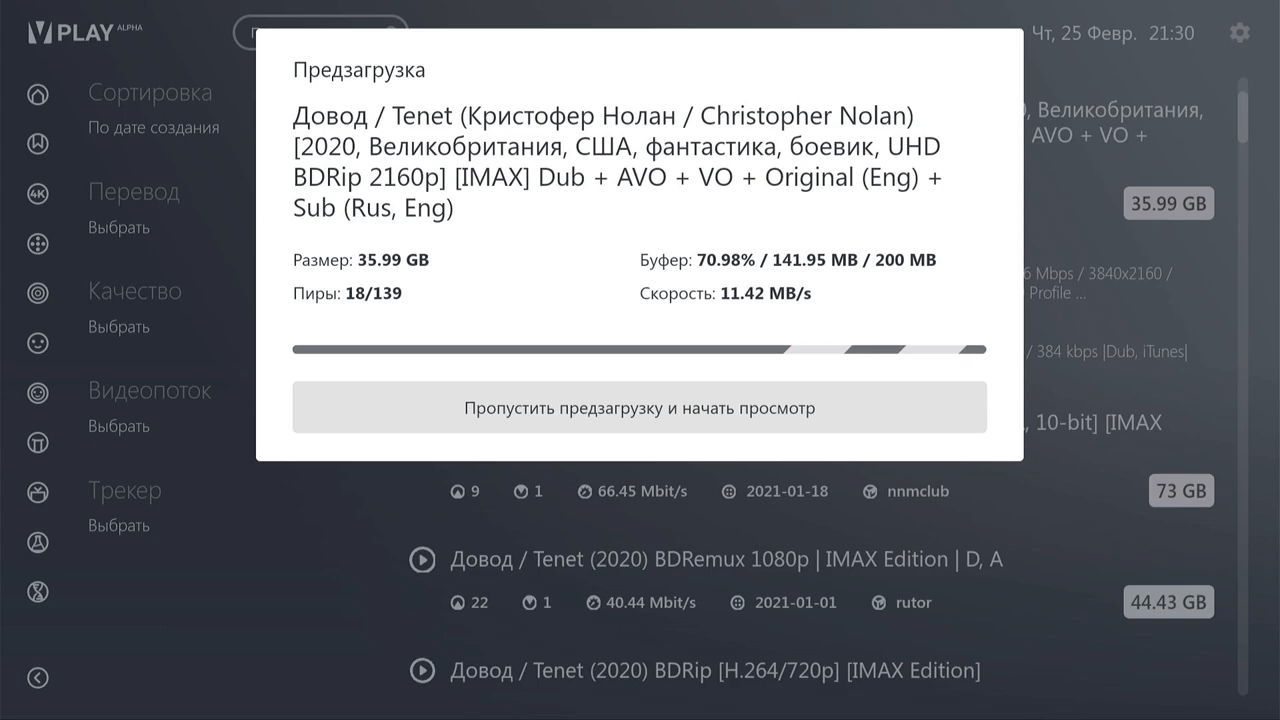 V PLAY ALPHA
Чт, 25 Февр. 21:30
Сортировка
По дате создания
Перевод
Выбрать
4K
Качество
Выбрать
Видеопоток
Выбрать
Трекер
Выбрать
Предзагрузка
Довод / Tenet (Кристофер Нолан / Christopher Nolan)
[2020, Великобритания, США, фантастика, боевик, UHD
BDRip 2160p] [IMAX] Dub + AVO + VO + Original (Eng) +
Sub (Rus, Eng)
Размер: 35.99 GB
Буфер: 70.98% / 141.95 MB / 200 MB
Пиры: 18/139
Скорость: 11.42 MB/s
Пропустить предзагрузку и начать просмотр
), Великобритания,
AVO + VO +
35.99 GB
6 Mbps / 3840x2160 /
Profile ...
/ 384 kbps |Dub, iTunes|
, 10-bit] [IMAX
9 1 66.45 Mbit/s 2021-01-18 nnmclub
73 GB
Довод / Tenet (2020) BDRemux 1080p | IMAX Edition | D, A
22 1 40.44 Mbit/s 2021-01-01 rutor
44.43 GB
Довод / Tenet (2020) BDRip [H.264/720p] [IMAX Edition]